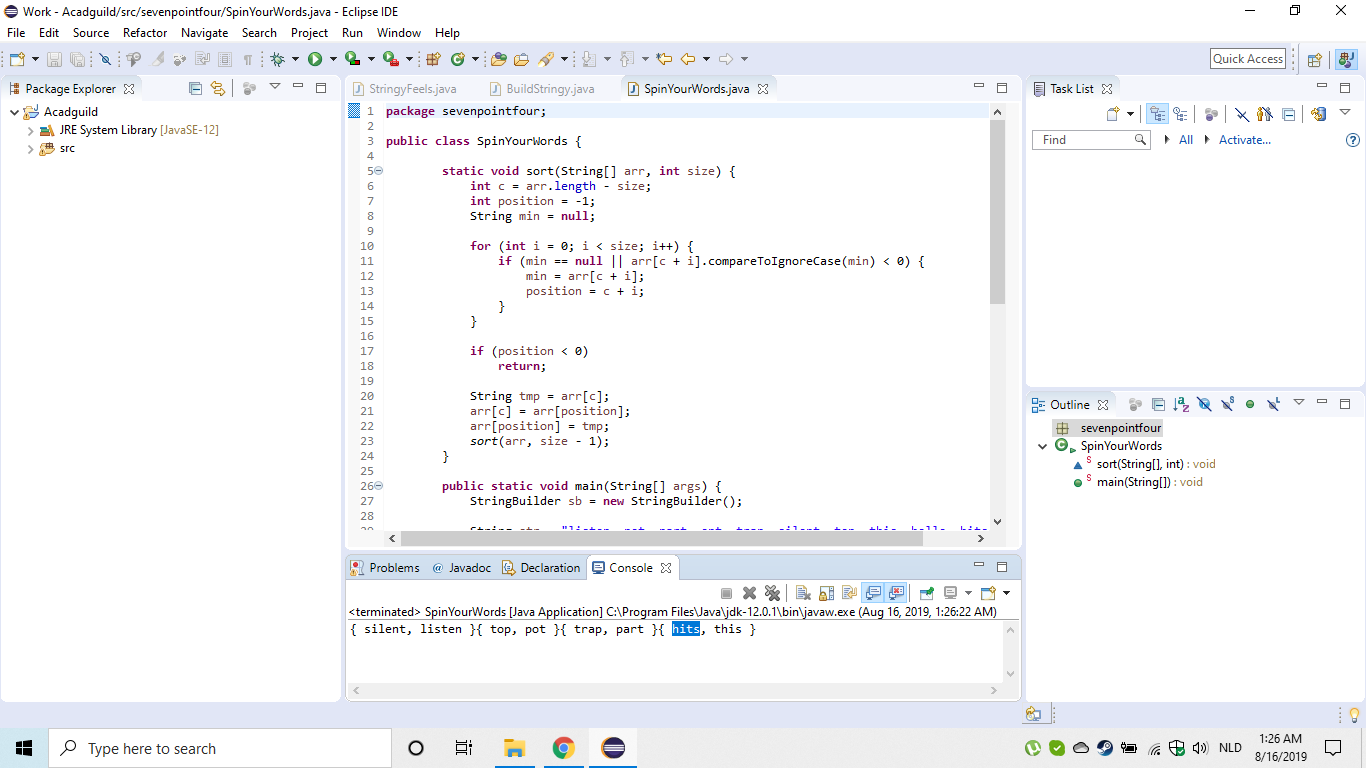 Work - Acadguild/src/sevenpointfour/SpinYourWords.java - Eclipse IDE
File Edit Source Refactor Navigate Search Project Run Window Help
Quick Access
Package Explorer
Acadguild
JRE System Library [JavaSE-12]
src
StringyFeels.java BuildStringy.java SpinYourWords.java
1 package sevenpointfour;
2
3 public class SpinYourWords {
4
5 static void sort(String[] arr, int size) {
6 int c = arr.length - size;
7 int position = -1;
8 String min = null;
9
10 for (int i = 0; i < size; i++) {
11 if (min == null || arr[c + i].compareToIgnoreCase(min) < 0) {
12 min = arr[c + i];
13 position = c + i;
14 }
15 }
16
17 if (position < 0)
18 return;
19
20 String tmp = arr[c];
21 arr[c] = arr[position];
22 arr[position] = tmp;
23 sort(arr, size - 1);
24 }
25
26 public static void main(String[] args) {
27 StringBuilder sb = new StringBuilder();
28
Problems @ Javadoc Declaration Console
<terminated> SpinYourWords [Java Application] C:\Program Files\Java\jdk-12.0.1\bin\javaw.exe (Aug 16, 2019, 1:26:22 AM)
{ silent, listen }{ top, pot }{ trap, part }{ hits, this }
Task List
Find All Activate...
Outline
sevenpointfour
SpinYourWords
sort(String[], int) : void
main(String[]) : void
Type here to search
NLD
1:26 AM
8/16/2019